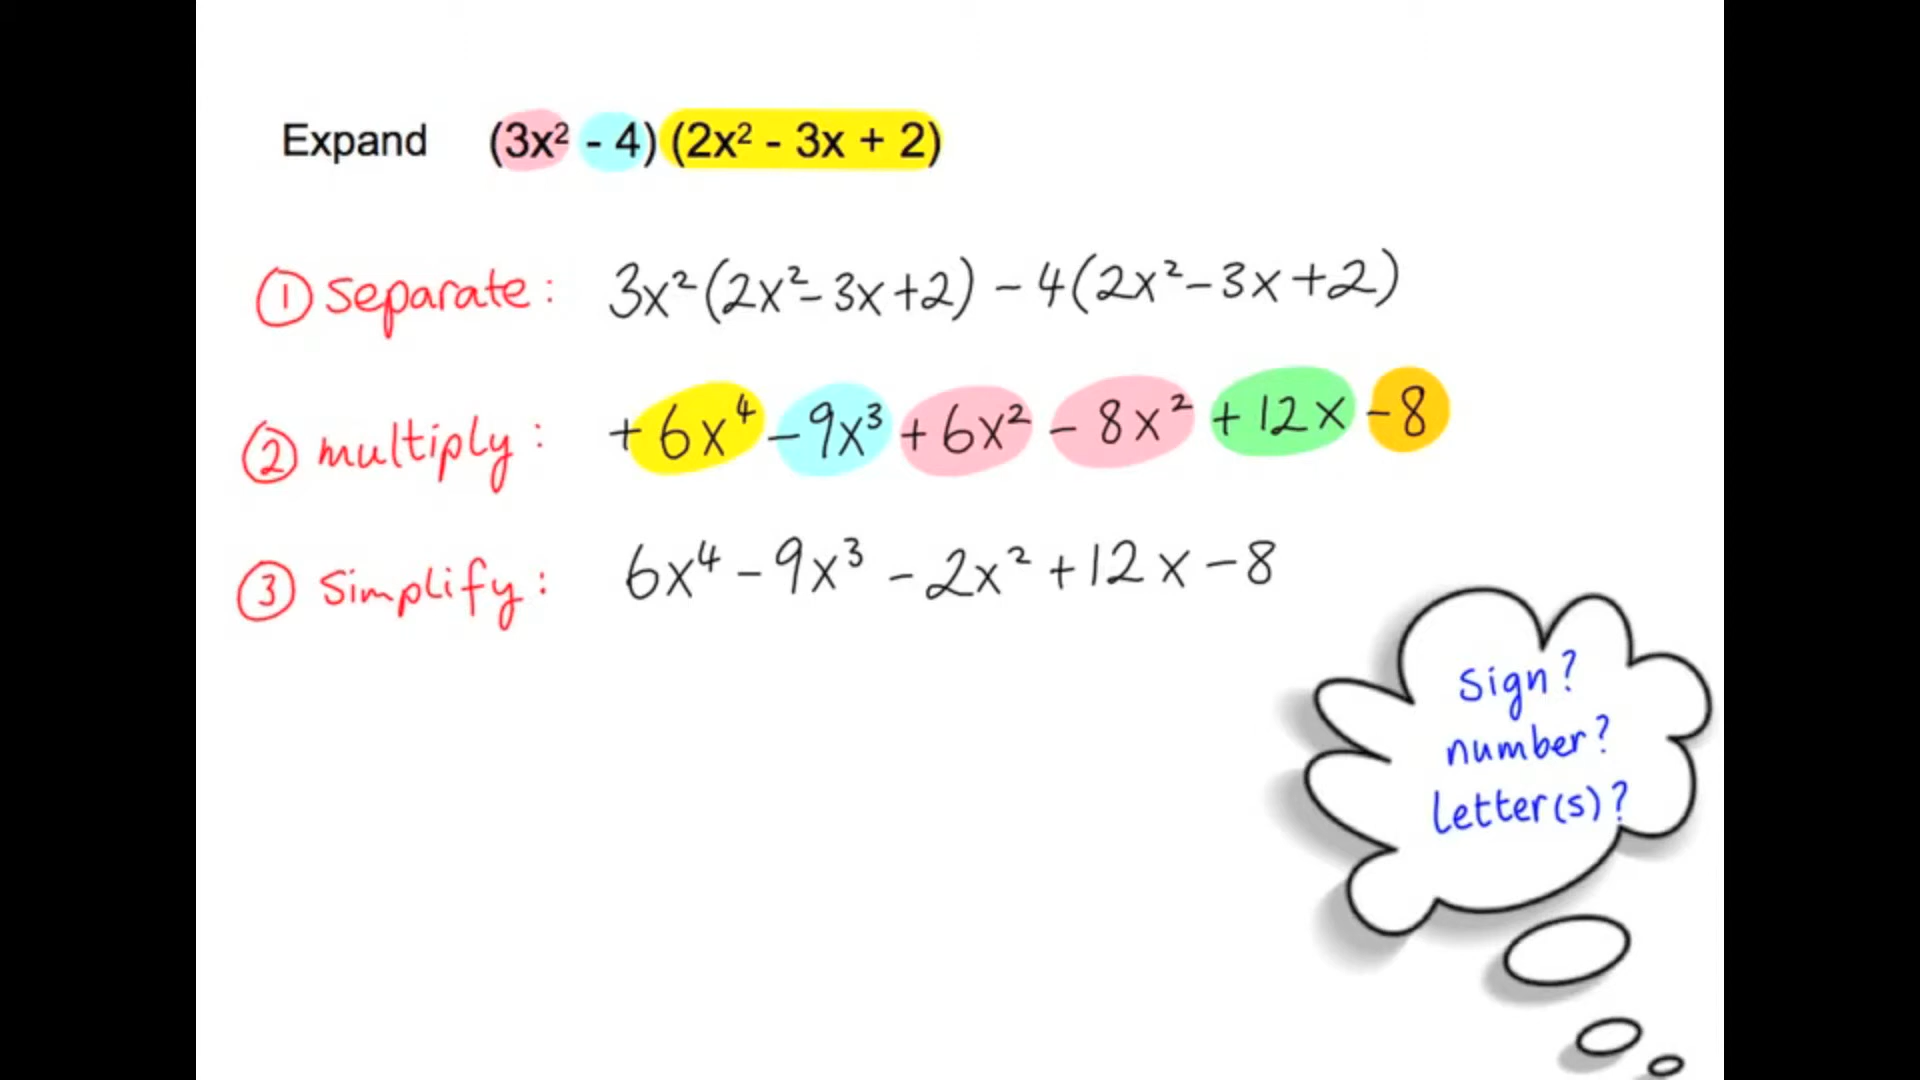 Expand (3x² - 4) (2x² - 3x + 2)
① separate: 3x²(2x²-3x+2) - 4(2x²-3x+2)
② multiply: +6x⁴ -9x³ +6x² - 8x² +12x -8
③ simplify: 6x⁴ -9x³ -2x² +12x -8
sign?
number?
letter(s)?